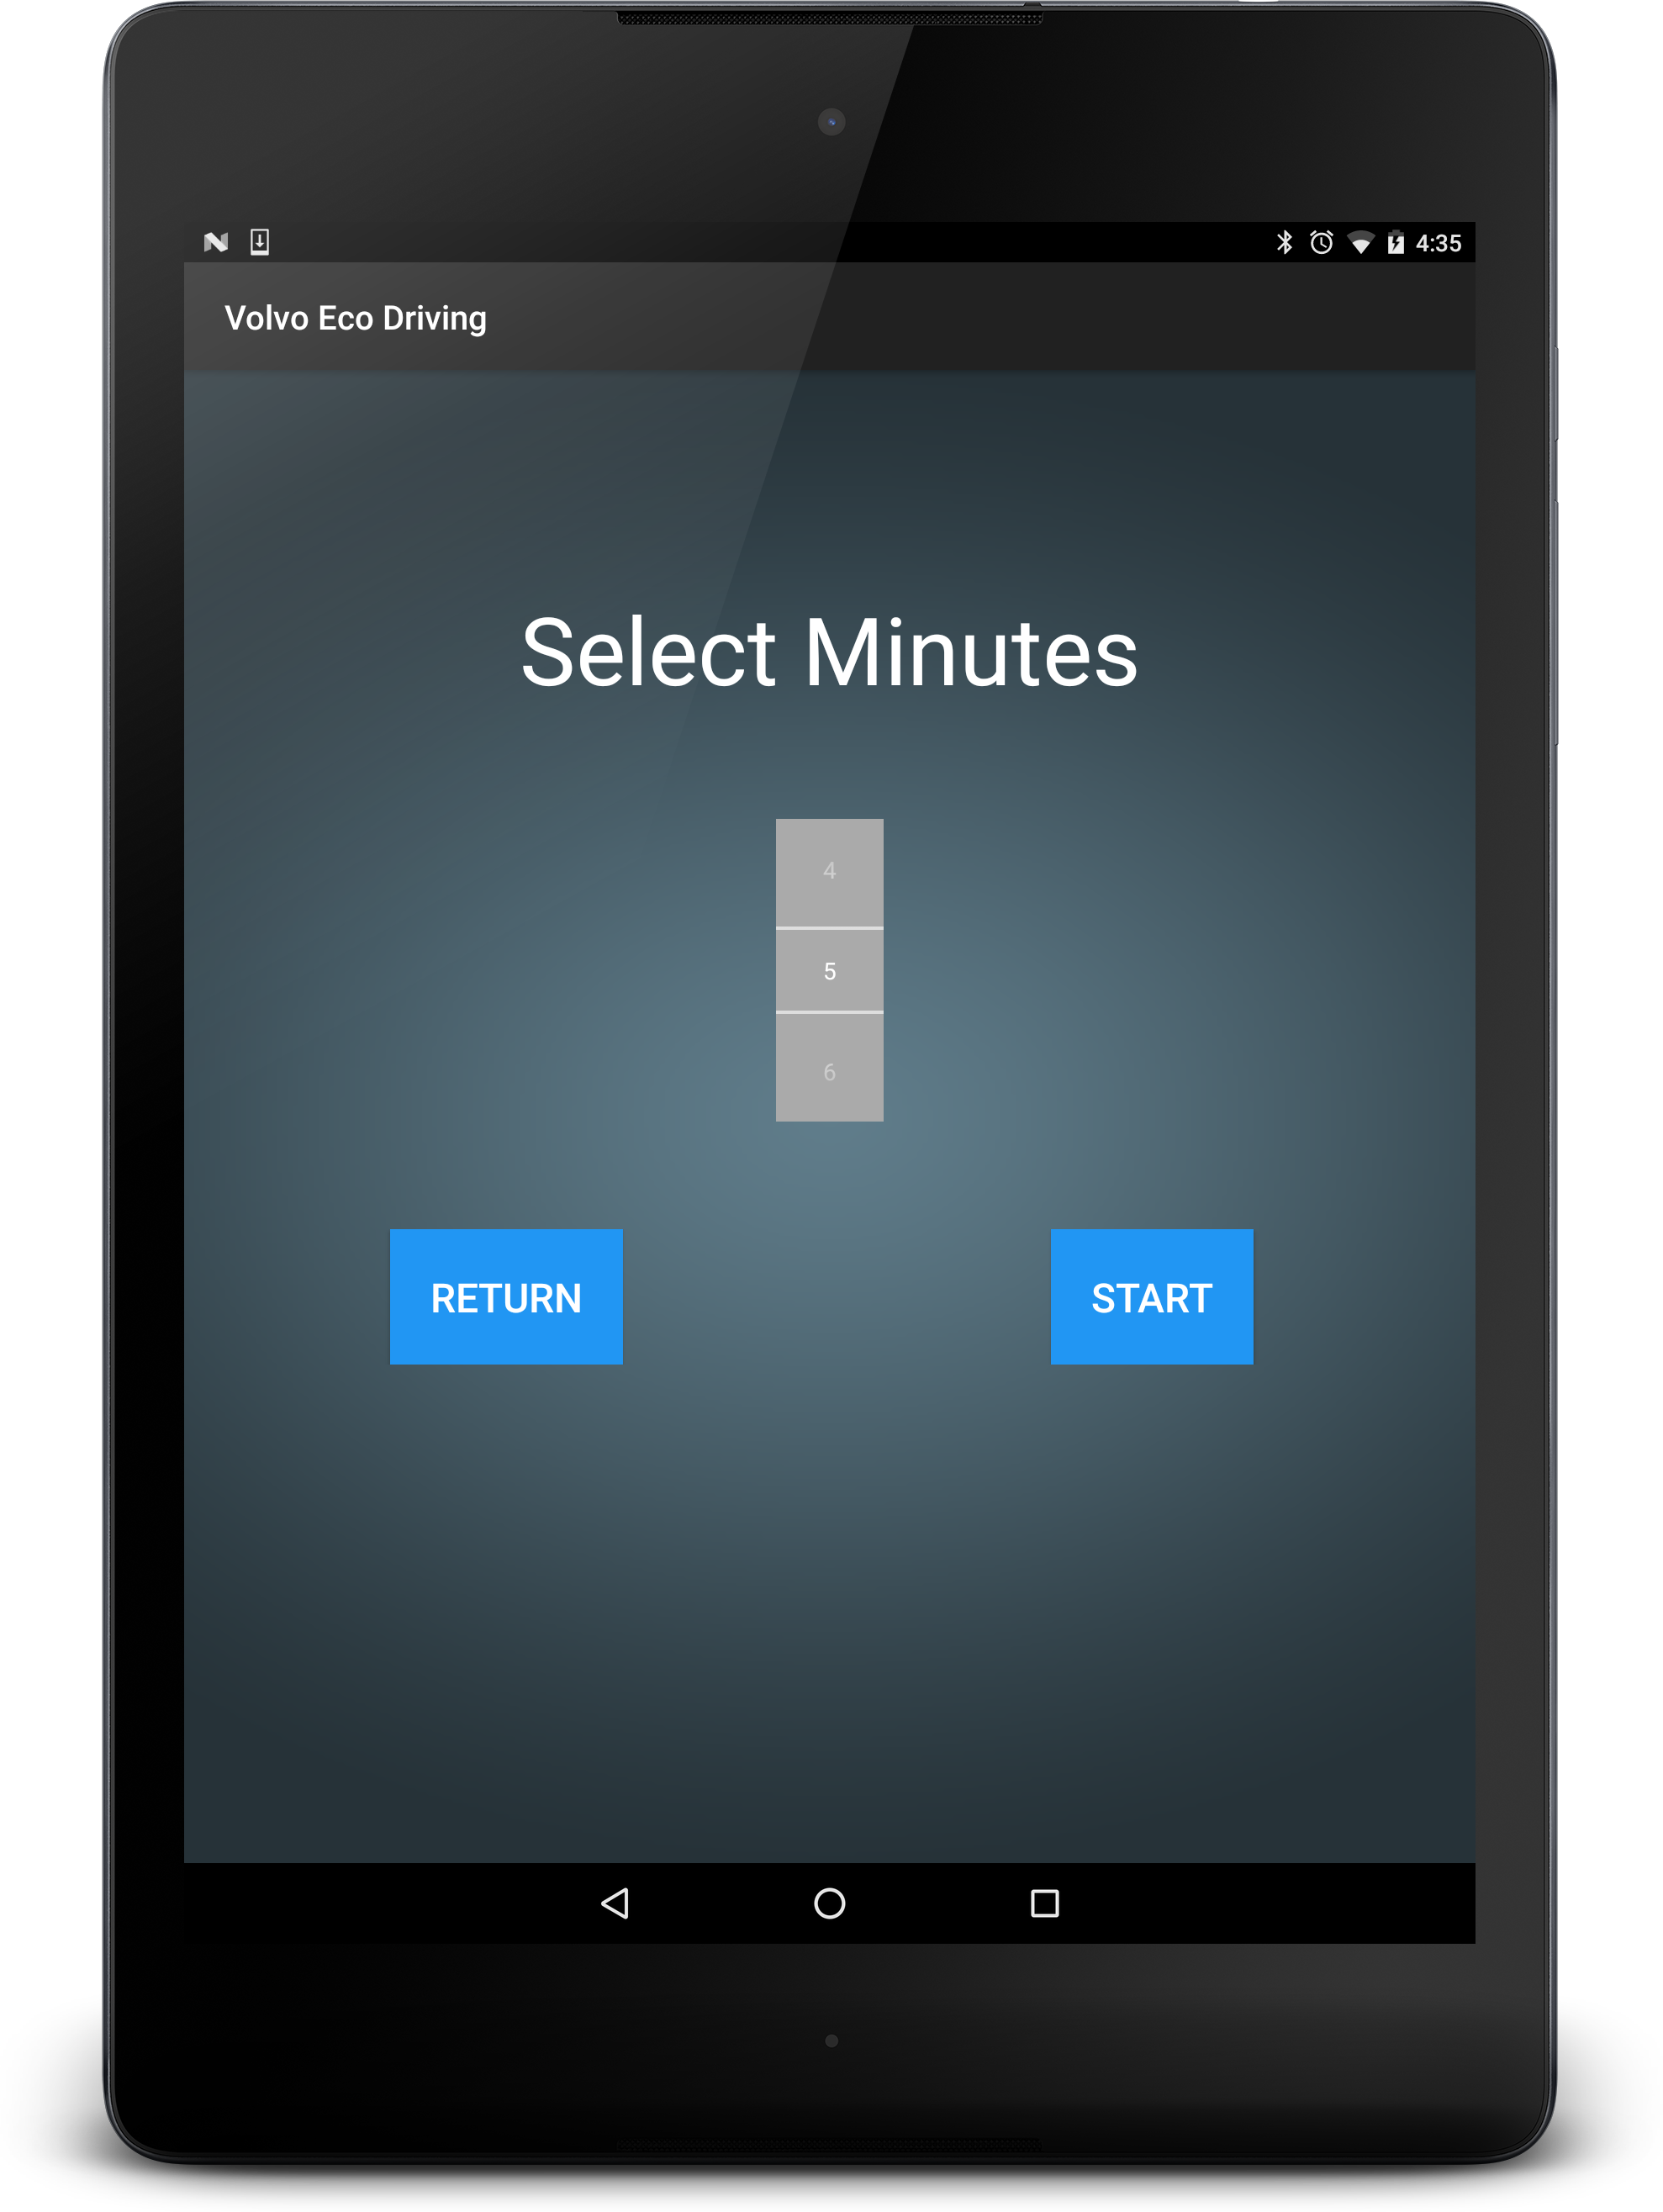 4:35
Volvo Eco Driving
Select Minutes
4
5
6
RETURN
START